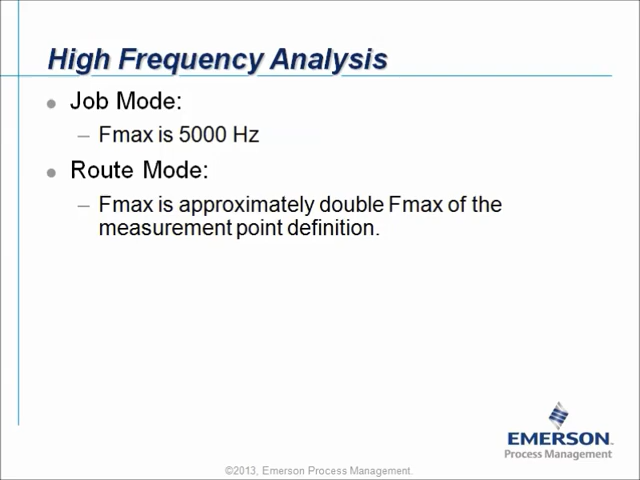 High Frequency Analysis
Job Mode:
– Fmax is 5000 Hz
Route Mode:
– Fmax is approximately double Fmax of the
measurement point definition.
EMERSON
Process Management
©2013, Emerson Process Management.